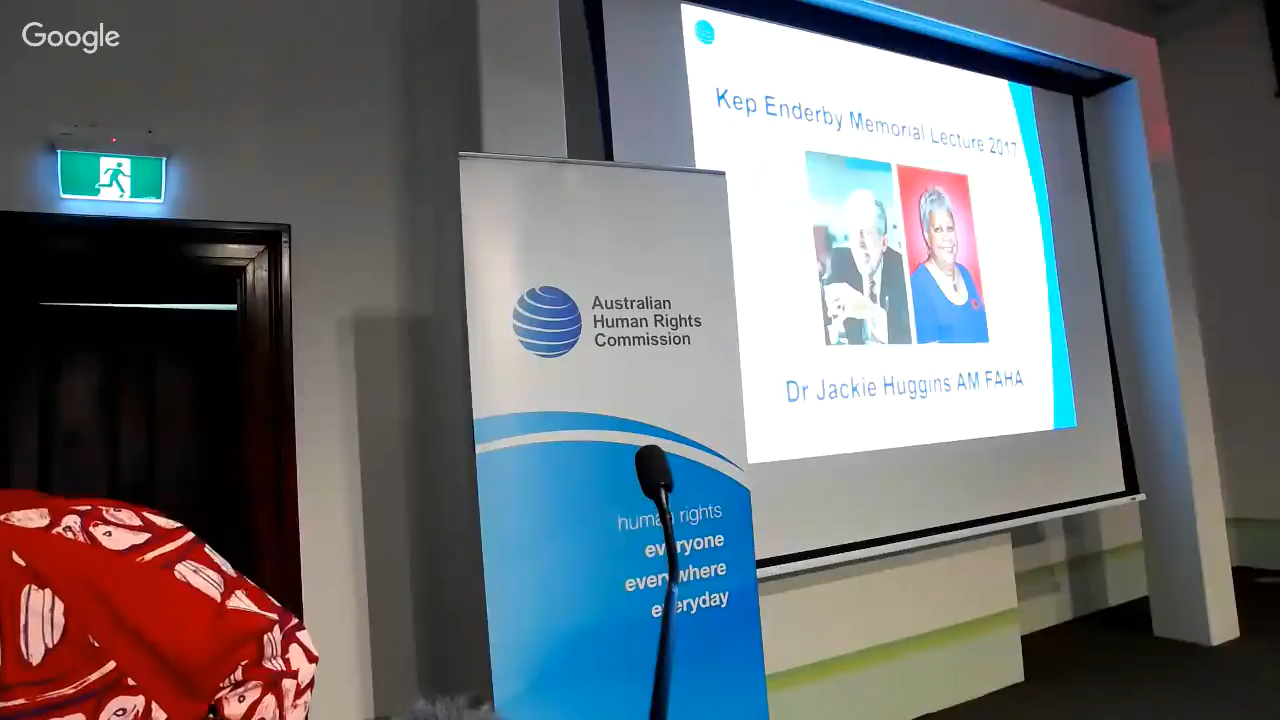 Google
Kep Enderby Memorial Lecture 2017
Dr Jackie Huggins AM FAHA
Australian
Human Rights
Commission
human rights
everyone
everywhere
everyday